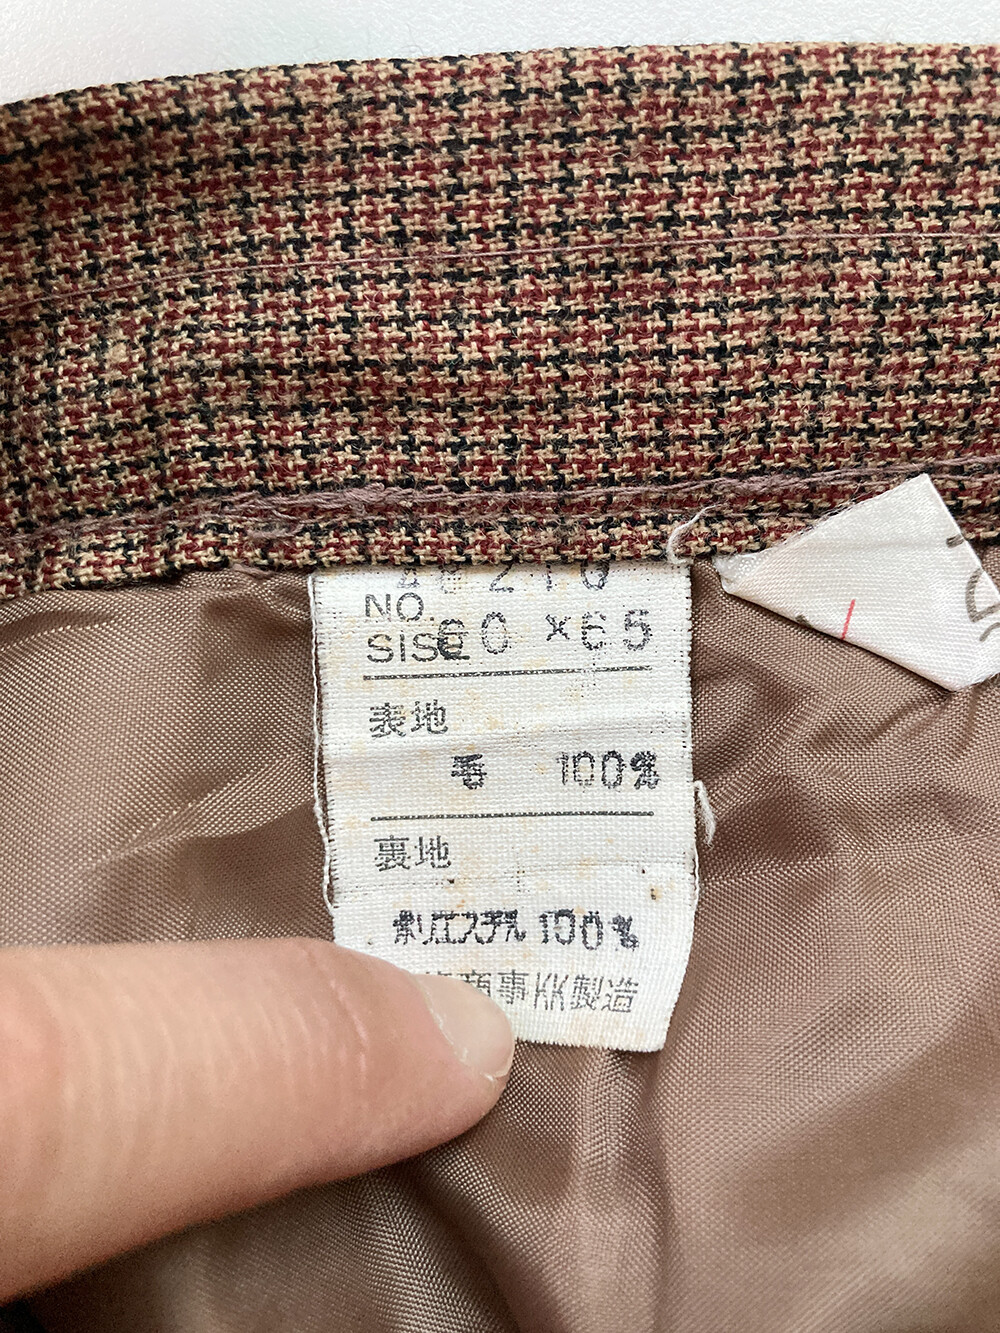 NO.
SISE 60 × 65
表地
毛 100%
裏地
ポリエステル 100%
商事KK製造